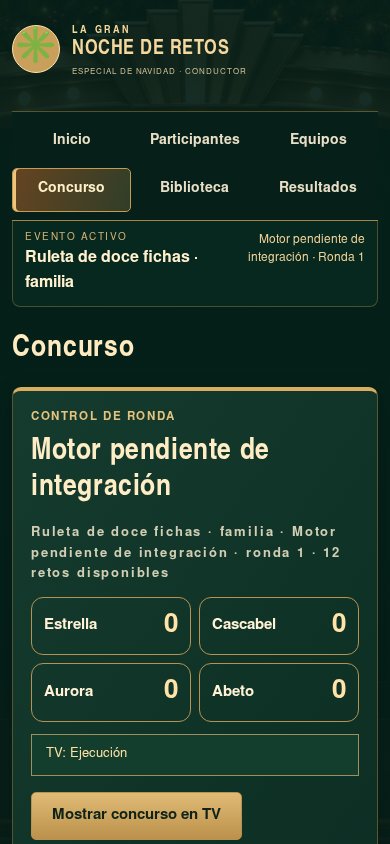 LA GRAN
NOCHE DE RETOS
ESPECIAL DE NAVIDAD · CONDUCTOR
Inicio
Participantes
Equipos
Concurso
Biblioteca
Resultados
EVENTO ACTIVO
Ruleta de doce fichas ·
familia
Motor pendiente de
integración · Ronda 1
Concurso
CONTROL DE RONDA
Motor pendiente de
integración
Ruleta de doce fichas · familia · Motor
pendiente de integración · ronda 1 · 12
retos disponibles
Estrella 0
Cascabel 0
Aurora 0
Abeto 0
TV: Ejecución
Mostrar concurso en TV